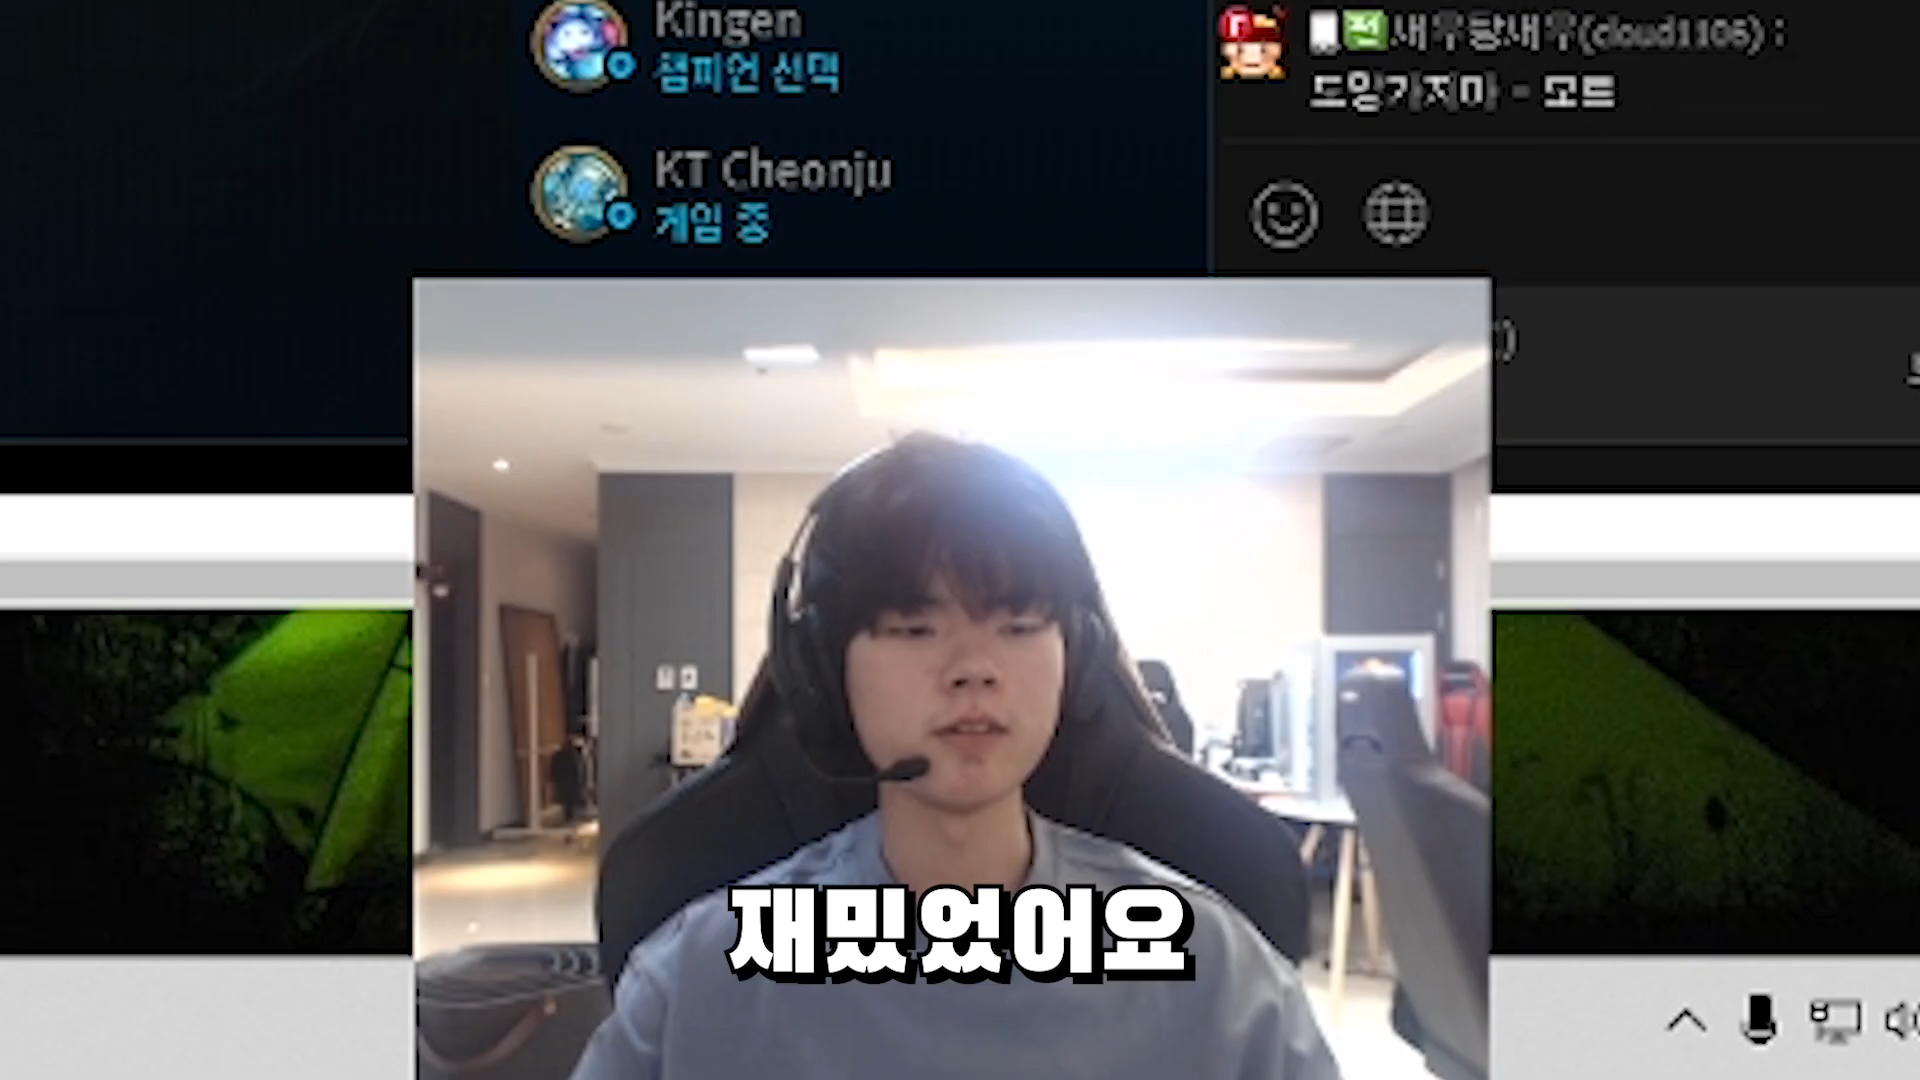 Kingen
챔피언 선택
KT Cheonju
게임 중
새우탕새우(cloud1106) :
도망가지마 - 모트
재밌었어요